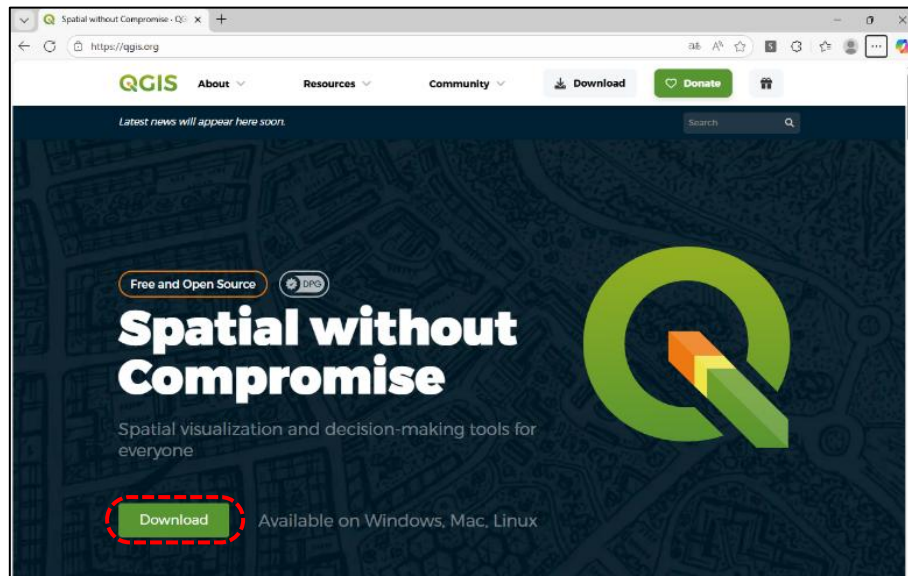 Spatial without Compromise · QG
https://qgis.org
QGIS About Resources Community Download Donate
Latest news will appear here soon.
Search
Free and Open Source DPG
Spatial without
Compromise
Spatial visualization and decision-making tools for
everyone
Download Available on Windows, Mac, Linux